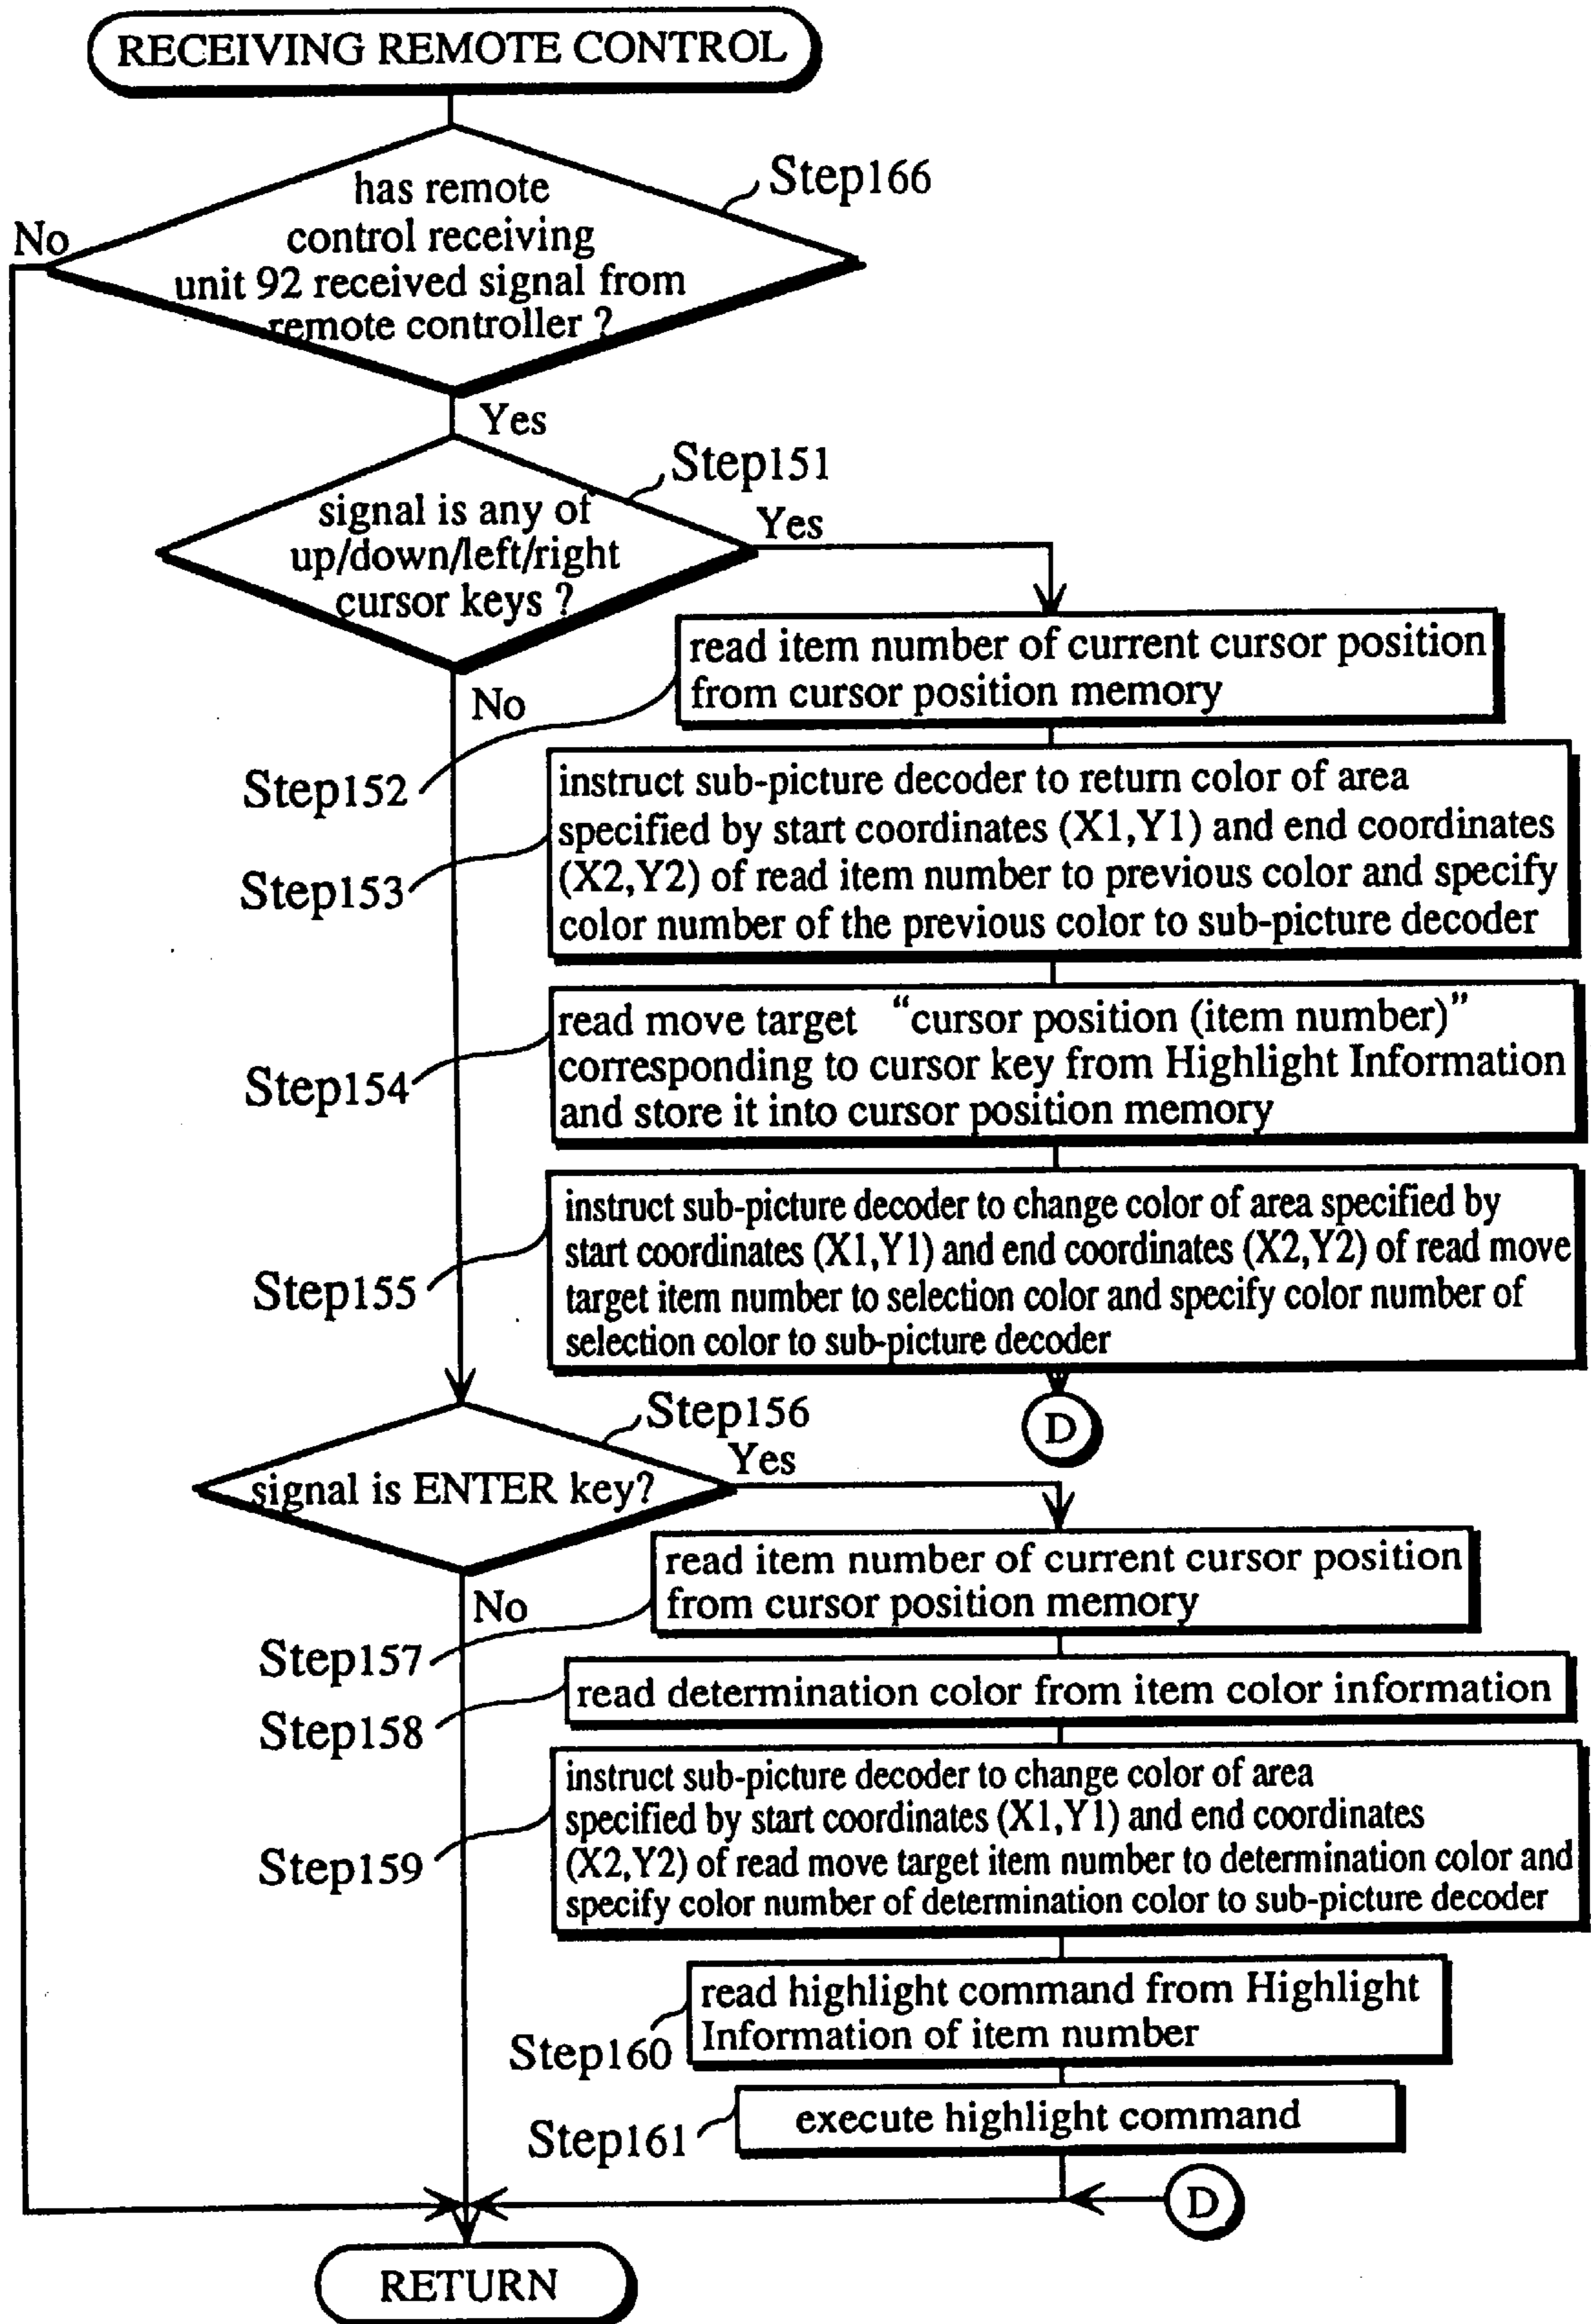 RECEIVING REMOTE CONTROL
Step166
has remote
control receiving
unit 92 received signal from
remote controller ?
No
Yes
Step151
signal is any of
up/down/left/right
cursor keys ?
Yes
No
read item number of current cursor position
from cursor position memory
Step152
instruct sub-picture decoder to return color of area
specified by start coordinates (X1,Y1) and end coordinates
(X2,Y2) of read item number to previous color and specify
color number of the previous color to sub-picture decoder
Step153
read move target “cursor position (item number)”
corresponding to cursor key from Highlight Information
and store it into cursor position memory
Step154
instruct sub-picture decoder to change color of area specified by
start coordinates (X1,Y1) and end coordinates (X2,Y2) of read move
target item number to selection color and specify color number of
selection color to sub-picture decoder
Step155
D
Step156
signal is ENTER key?
Yes
No
read item number of current cursor position
from cursor position memory
Step157
read determination color from item color information
Step158
instruct sub-picture decoder to change color of area
specified by start coordinates (X1,Y1) and end coordinates
(X2,Y2) of read move target item number to determination color and
specify color number of determination color to sub-picture decoder
Step159
read highlight command from Highlight
Information of item number
Step160
execute highlight command
Step161
D
RETURN